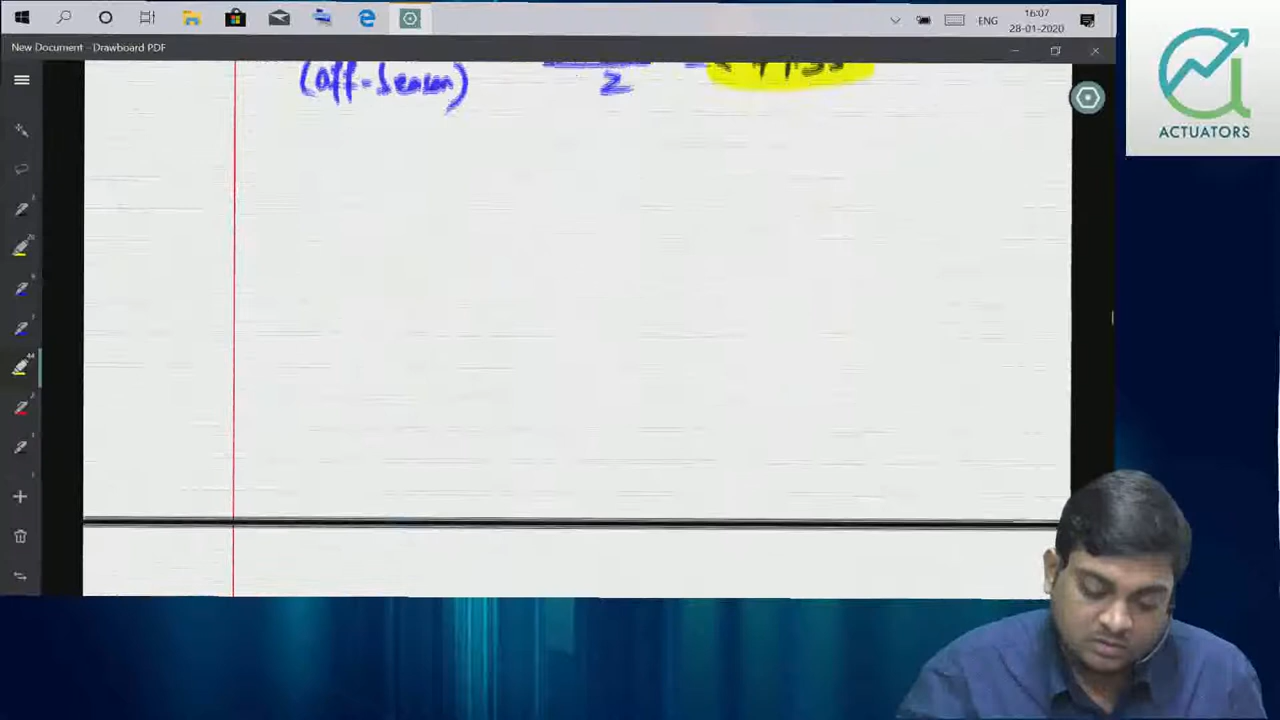 16:07
ENG
28-01-2020
New Document - Drawboard PDF
(Off-Season)
2
ACTUATORS